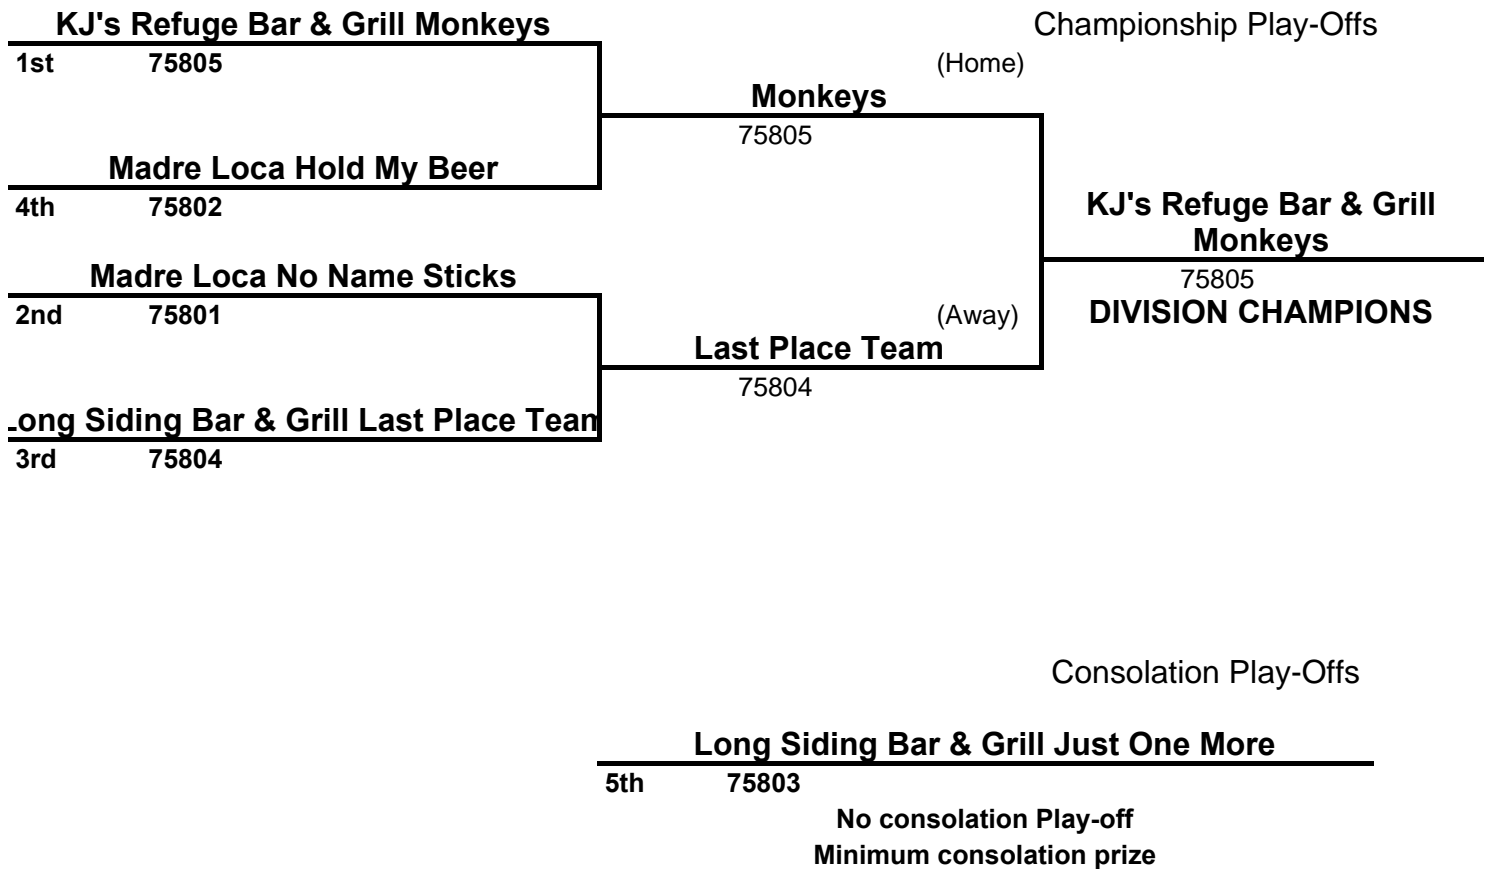 KJ's Refuge Bar & Grill Monkeys
Championship Play-Offs
1st 75805
(Home)
Monkeys
75805
Madre Loca Hold My Beer
4th 75802
KJ's Refuge Bar & Grill
Monkeys
75805
DIVISION CHAMPIONS
Madre Loca No Name Sticks
2nd 75801
(Away)
Last Place Team
75804
Long Siding Bar & Grill Last Place Team
3rd 75804
Consolation Play-Offs
Long Siding Bar & Grill Just One More
5th 75803
No consolation Play-off
Minimum consolation prize